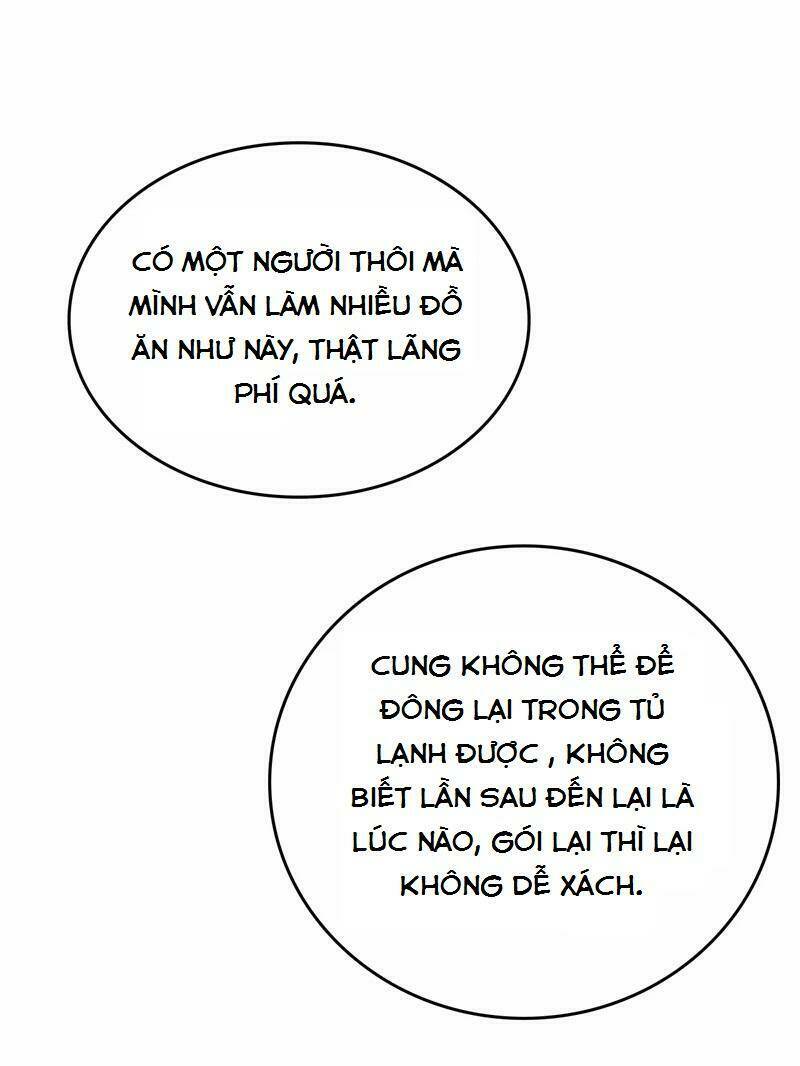 CÓ MỘT NGƯỜI THÔI MÀ
MÌNH VẪN LÀM NHIỀU ĐỒ
ĂN NHƯ NÀY, THẬT LÃNG
PHÍ QUÁ.
CUNG KHÔNG THỂ ĐỂ
ĐÔNG LẠI TRONG TỦ
LẠNH ĐƯỢC , KHÔNG
BIẾT LẦN SAU ĐẾN LẠI LÀ
LÚC NÀO, GÓI LẠI THÌ LẠI
KHÔNG DỄ XÁCH.